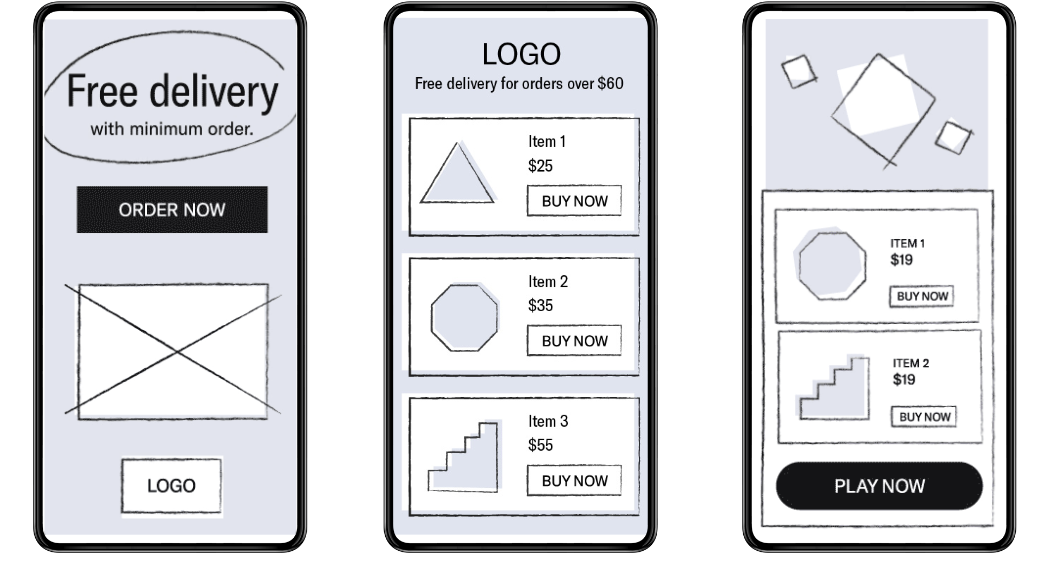 Free delivery
with minimum order.
ORDER NOW
LOGO
LOGO
Free delivery for orders over $60
Item 1
$25
BUY NOW
Item 2
$35
BUY NOW
Item 3
$55
BUY NOW
ITEM 1
$19
BUY NOW
ITEM 2
$19
BUY NOW
PLAY NOW